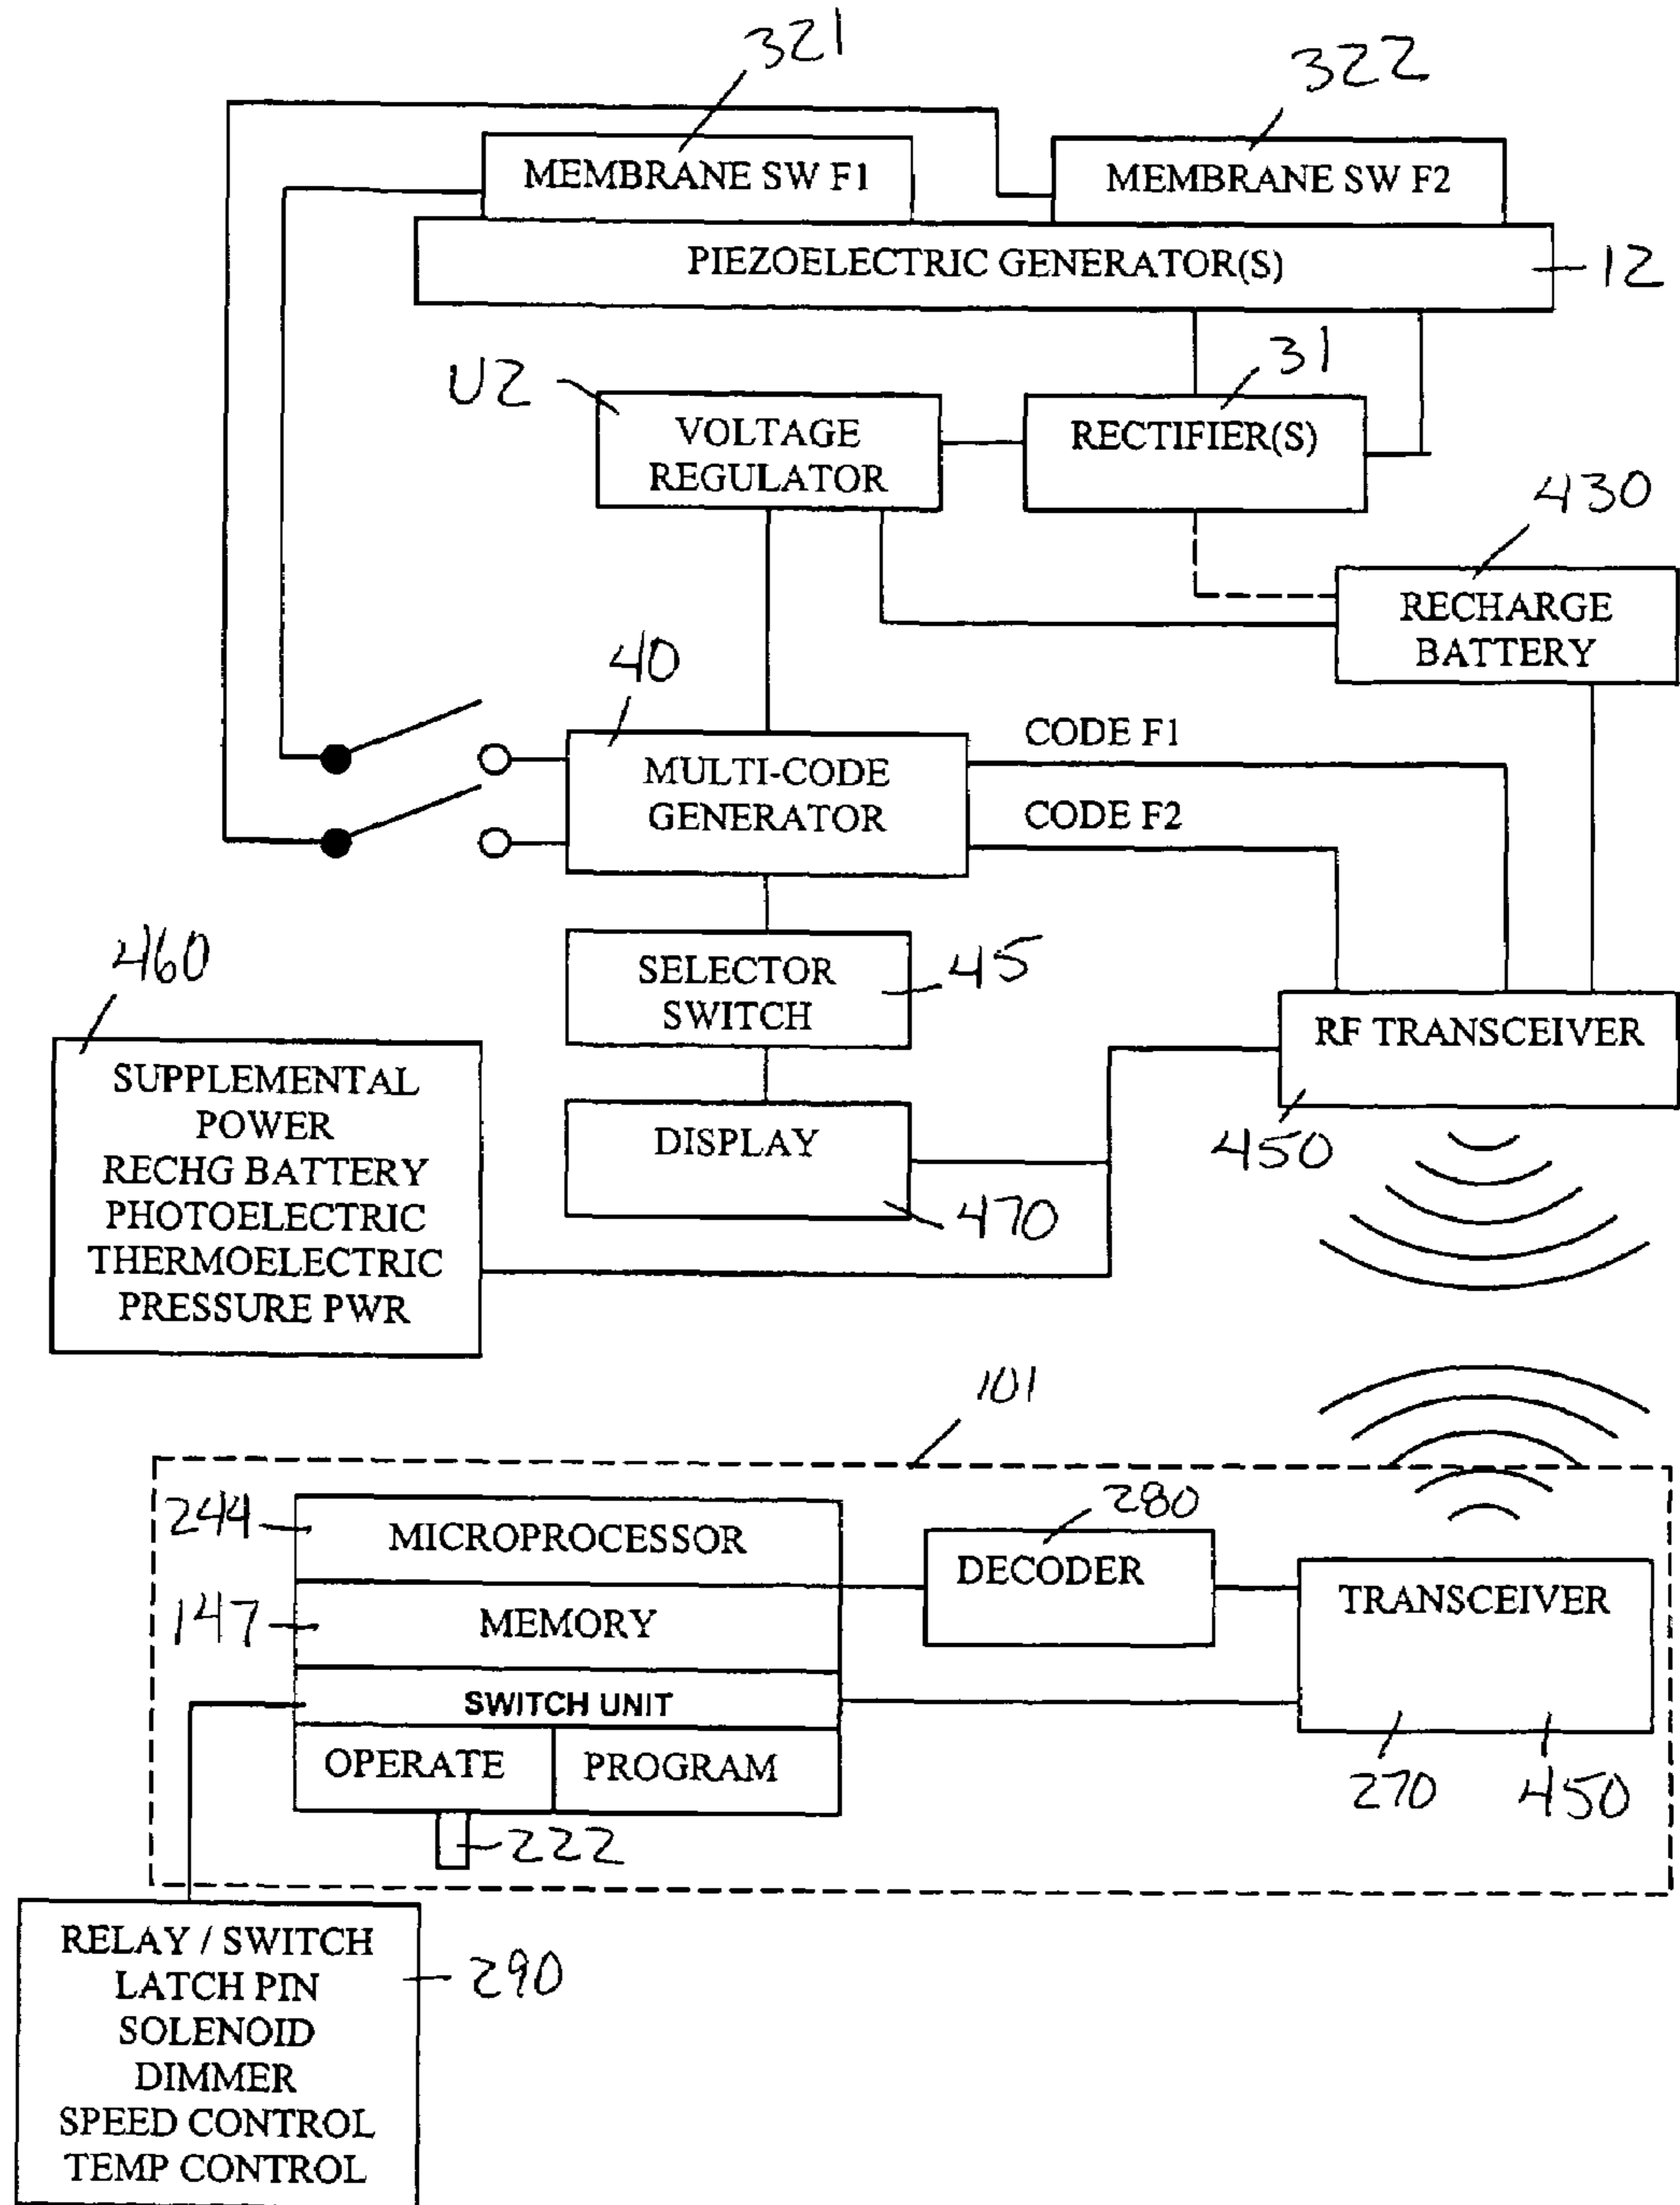 321
322
MEMBRANE SW F1
MEMBRANE SW F2
PIEZOELECTRIC GENERATOR(S)
12
U2
31
VOLTAGE
REGULATOR
RECTIFIER(S)
430
RECHARGE
BATTERY
40
MULTI-CODE
GENERATOR
CODE F1
CODE F2
460
SELECTOR
SWITCH
45
SUPPLEMENTAL
POWER
RECHG BATTERY
PHOTOELECTRIC
THERMOELECTRIC
PRESSURE PWR
DISPLAY
470
RF TRANSCEIVER
450
101
244
MICROPROCESSOR
280
DECODER
TRANSCEIVER
147
MEMORY
SWITCH UNIT
OPERATE
PROGRAM
270
450
222
RELAY / SWITCH
LATCH PIN
SOLENOID
DIMMER
SPEED CONTROL
TEMP CONTROL
290